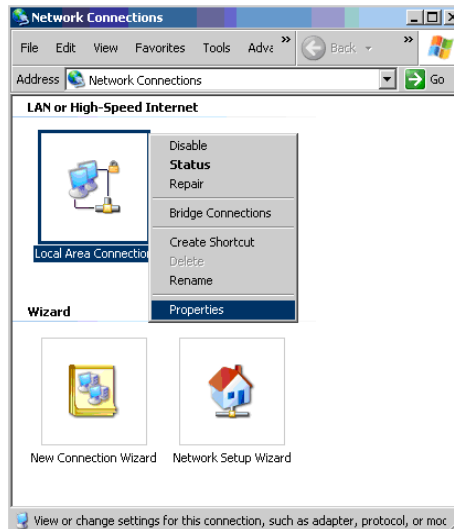 Network Connections
File Edit View Favorites Tools Adva » Back »
Address Network Connections Go
LAN or High-Speed Internet
Disable
Status
Repair
Bridge Connections
Local Area Connection
Create Shortcut
Delete
Rename
Wizard
Properties
New Connection Wizard Network Setup Wizard
View or change settings for this connection, such as adapter, protocol, or moc